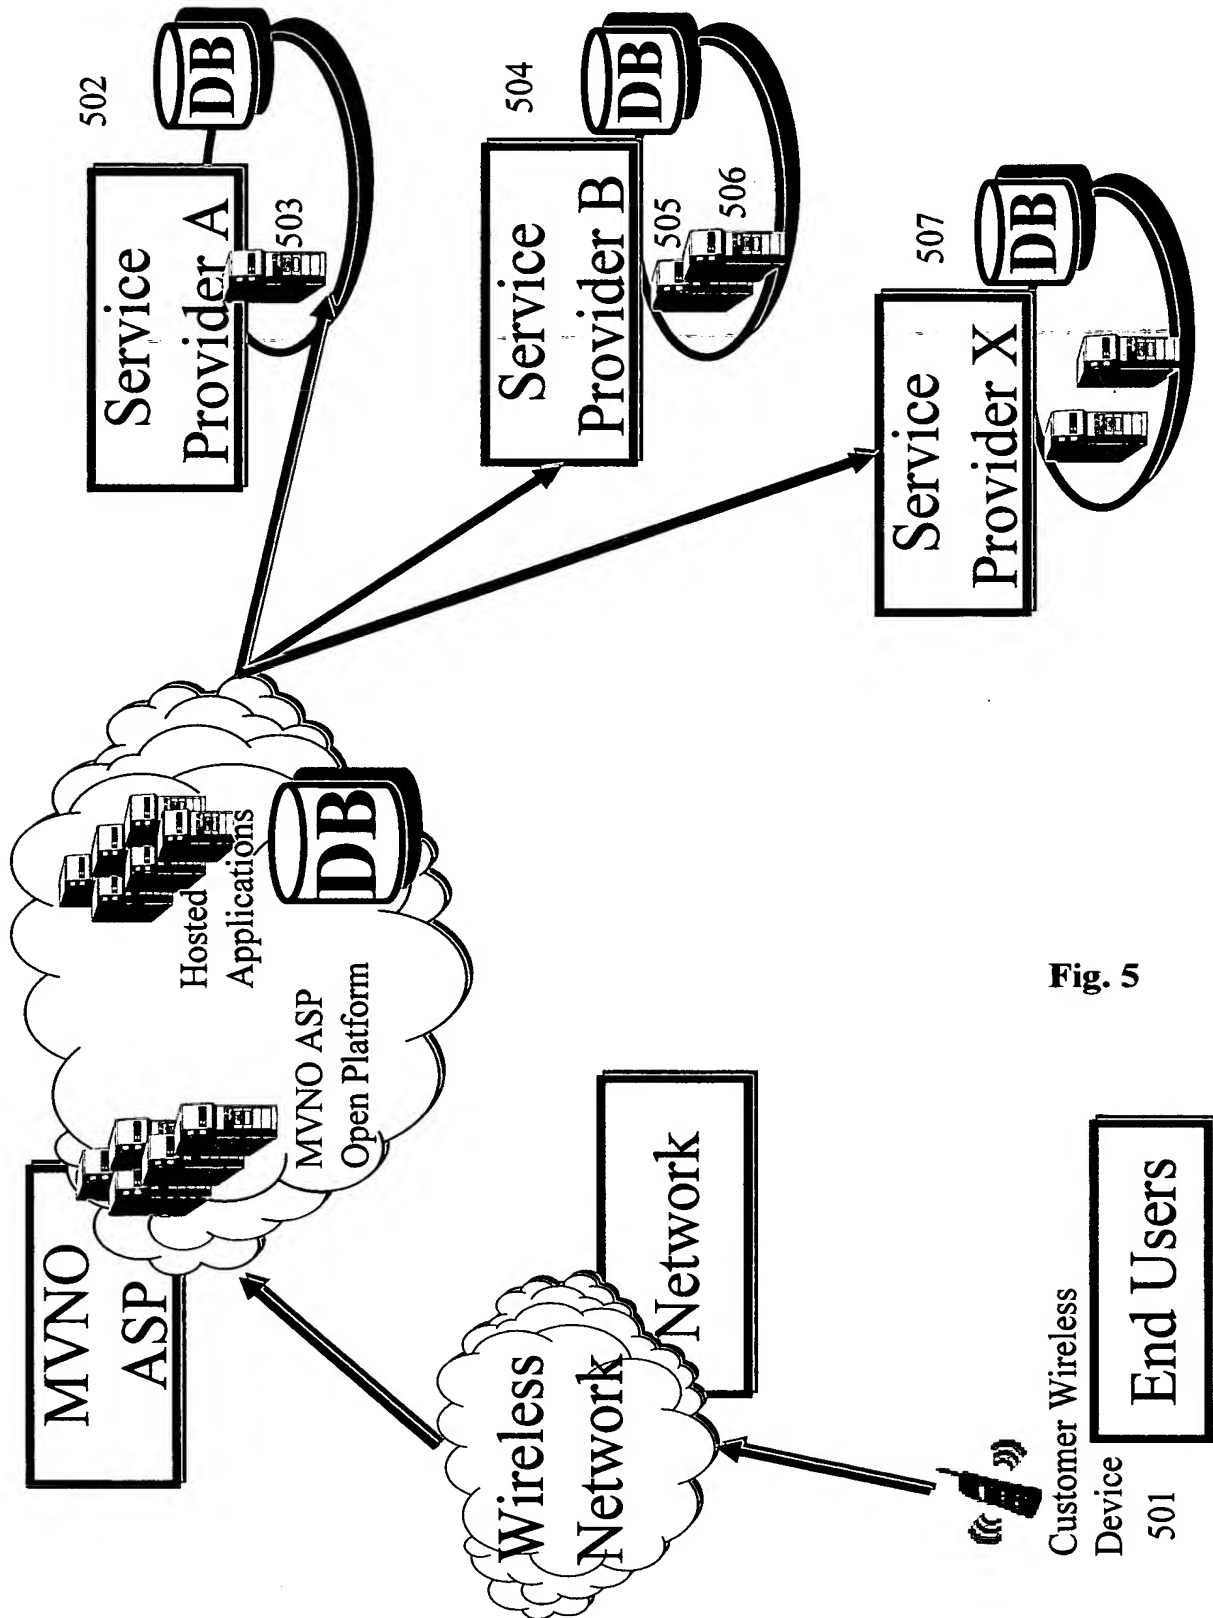 MVNO
ASP
MVNO ASP
Open Platform
Hosted
Applications
DB
Wireless
Network
Network
Customer Wireless
Device
501
End Users
Service
Provider A
502
DB
503
Service
Provider B
504
DB
505
506
Service
Provider X
507
DB
Fig. 5